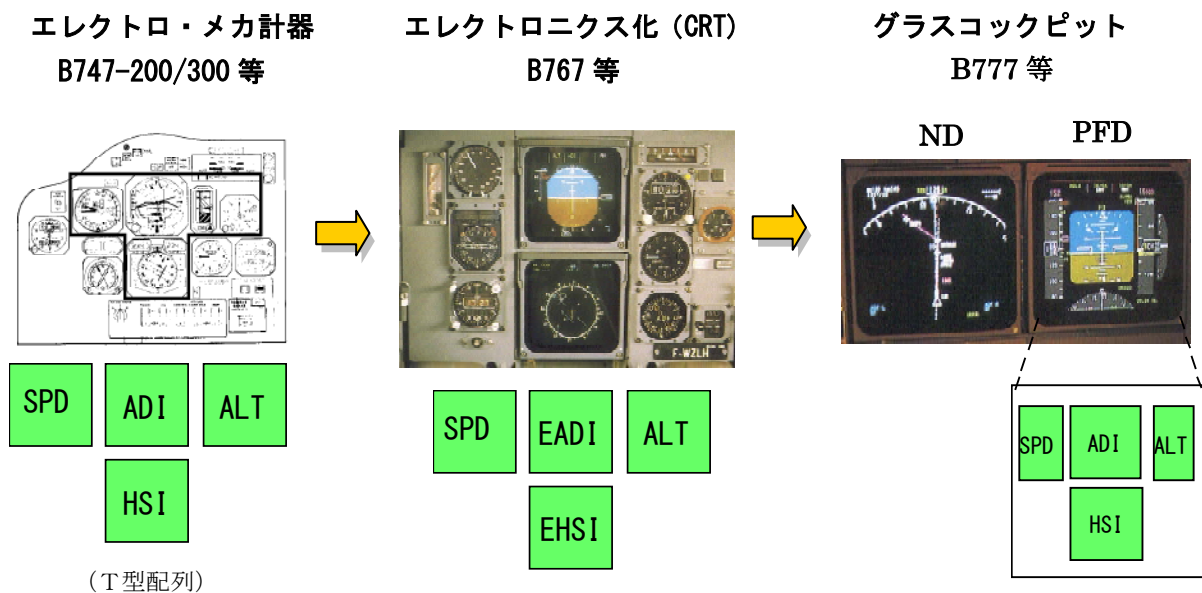 エレクトロ・メカ計器
B747-200/300 等
エレクトロニクス化 (CRT)
B767 等
グラスコックピット
B777 等
ND
PFD
F-WZLH
SPD
ADI
ALT
HSI
(T型配列)
SPD
EADI
ALT
EHSI
SPD
ADI
ALT
HSI